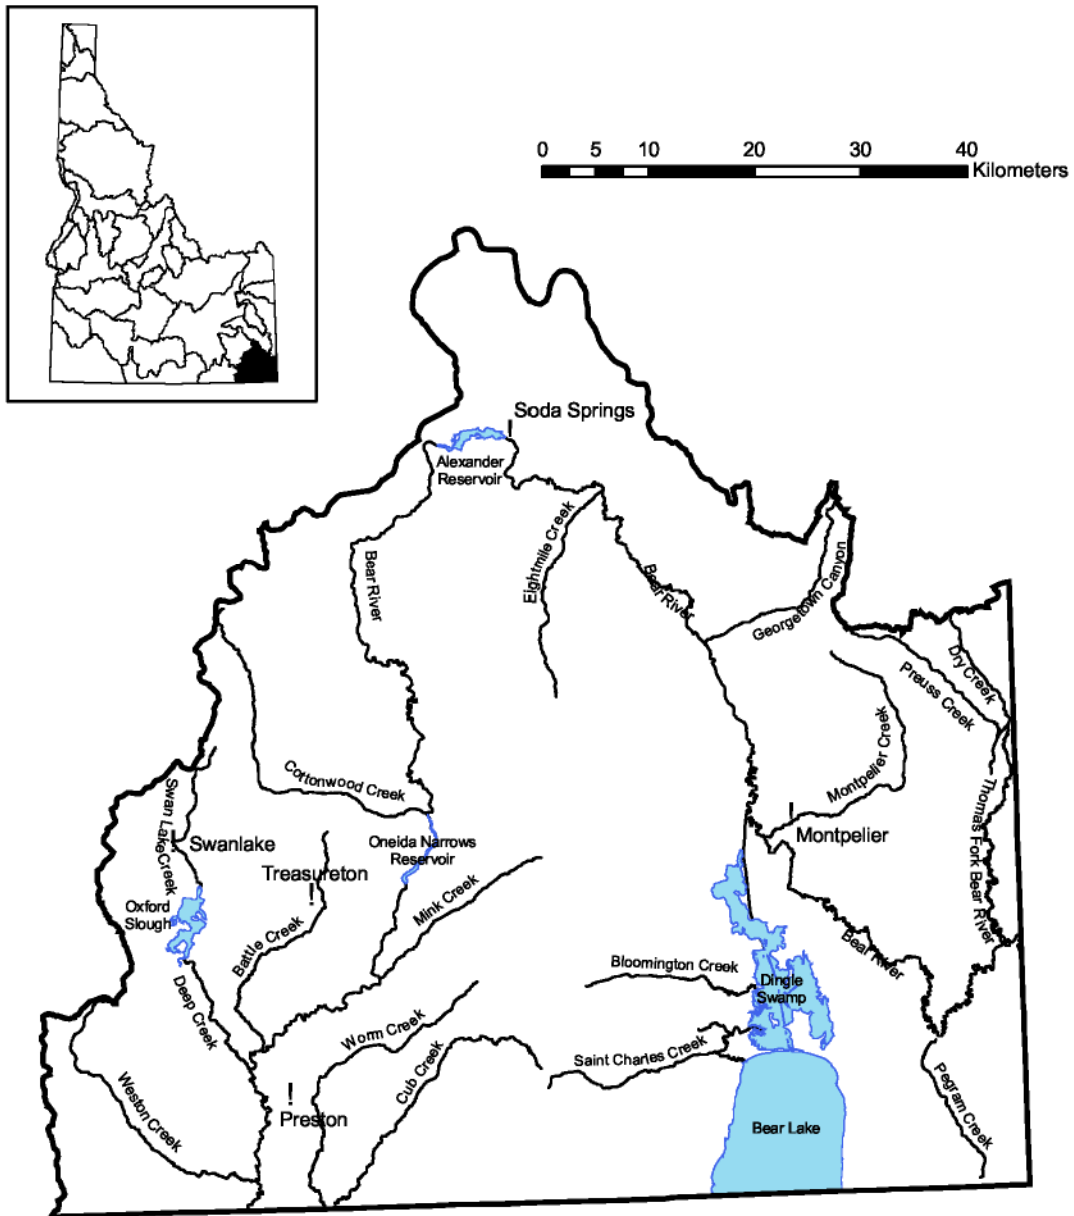 0 5 10 20 30 40
Kilometers
Soda Springs
Alexander
Reservoir
Bear River
Eightmile Creek
Bear River
Georgetown Canyon
Dry Creek
Preuss Creek
Montpelier Creek
Thomas Fork Bear River
Cottonwood Creek
Swan Lake Creek
Swanlake
Oneida Narrows
Reservoir
Montpelier
Treasureton
Oxford
Slough
Mink Creek
Battle Creek
Bear River
Bloomington Creek
Dingle
Swamp
Deep Creek
Worm Creek
Saint Charles Creek
Cub Creek
Pegram Creek
Weston Creek
Preston
Bear Lake